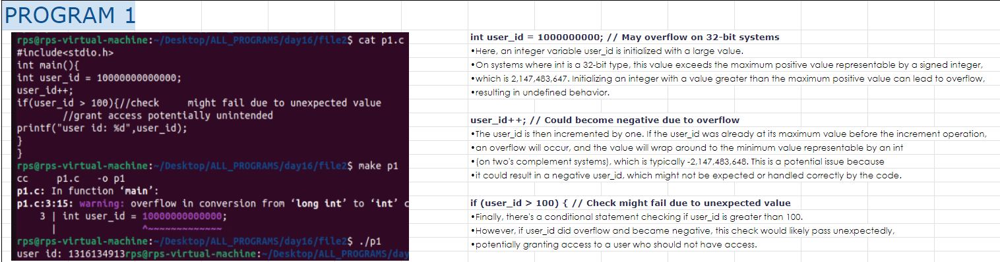 PROGRAM 1
rps@rps-virtual-machine:~/Desktop/ALL_PROGRAMS/day16/file2$ cat p1.c
#include<stdio.h>
int main(){
int user_id = 10000000000000;
user_id++;
if(user_id > 100){//check might fail due to unexpected value
//grant access potentially unintended
printf("user id: %d",user_id);
}
}
rps@rps-virtual-machine:~/Desktop/ALL_PROGRAMS/day16/file2$ make p1
cc p1.c -o p1
p1.c: In function ‘main’:
p1.c:3:15: warning: overflow in conversion from ‘long int’ to ‘int’ c
3 | int user_id = 10000000000000;
| ^~~~~~~~~~~~~~
rps@rps-virtual-machine:~/Desktop/ALL_PROGRAMS/day16/file2$ ./p1
user id: 1316134913rps@rps-virtual-machine:~/Desktop/ALL_PROGRAMS/day
int user_id = 1000000000; // May overflow on 32-bit systems
•Here, an integer variable user_id is initialized with a large value.
•On systems where int is a 32-bit type, this value exceeds the maximum positive value representable by a signed integer,
•which is 2,147,483,647. Initializing an integer with a value greater than the maximum positive value can lead to overflow,
•resulting in undefined behavior.
user_id++; // Could become negative due to overflow
•The user_id is then incremented by one. If the user_id was already at its maximum value before the increment operation,
•an overflow will occur, and the value will wrap around to the minimum value representable by an int
•(on two's complement systems), which is typically -2,147,483,648. This is a potential issue because
•it could result in a negative user_id, which might not be expected or handled correctly by the code.
if (user_id > 100) { // Check might fail due to unexpected value
•Finally, there's a conditional statement checking if user_id is greater than 100.
•However, if user_id did overflow and became negative, this check would likely pass unexpectedly,
•potentially granting access to a user who should not have access.